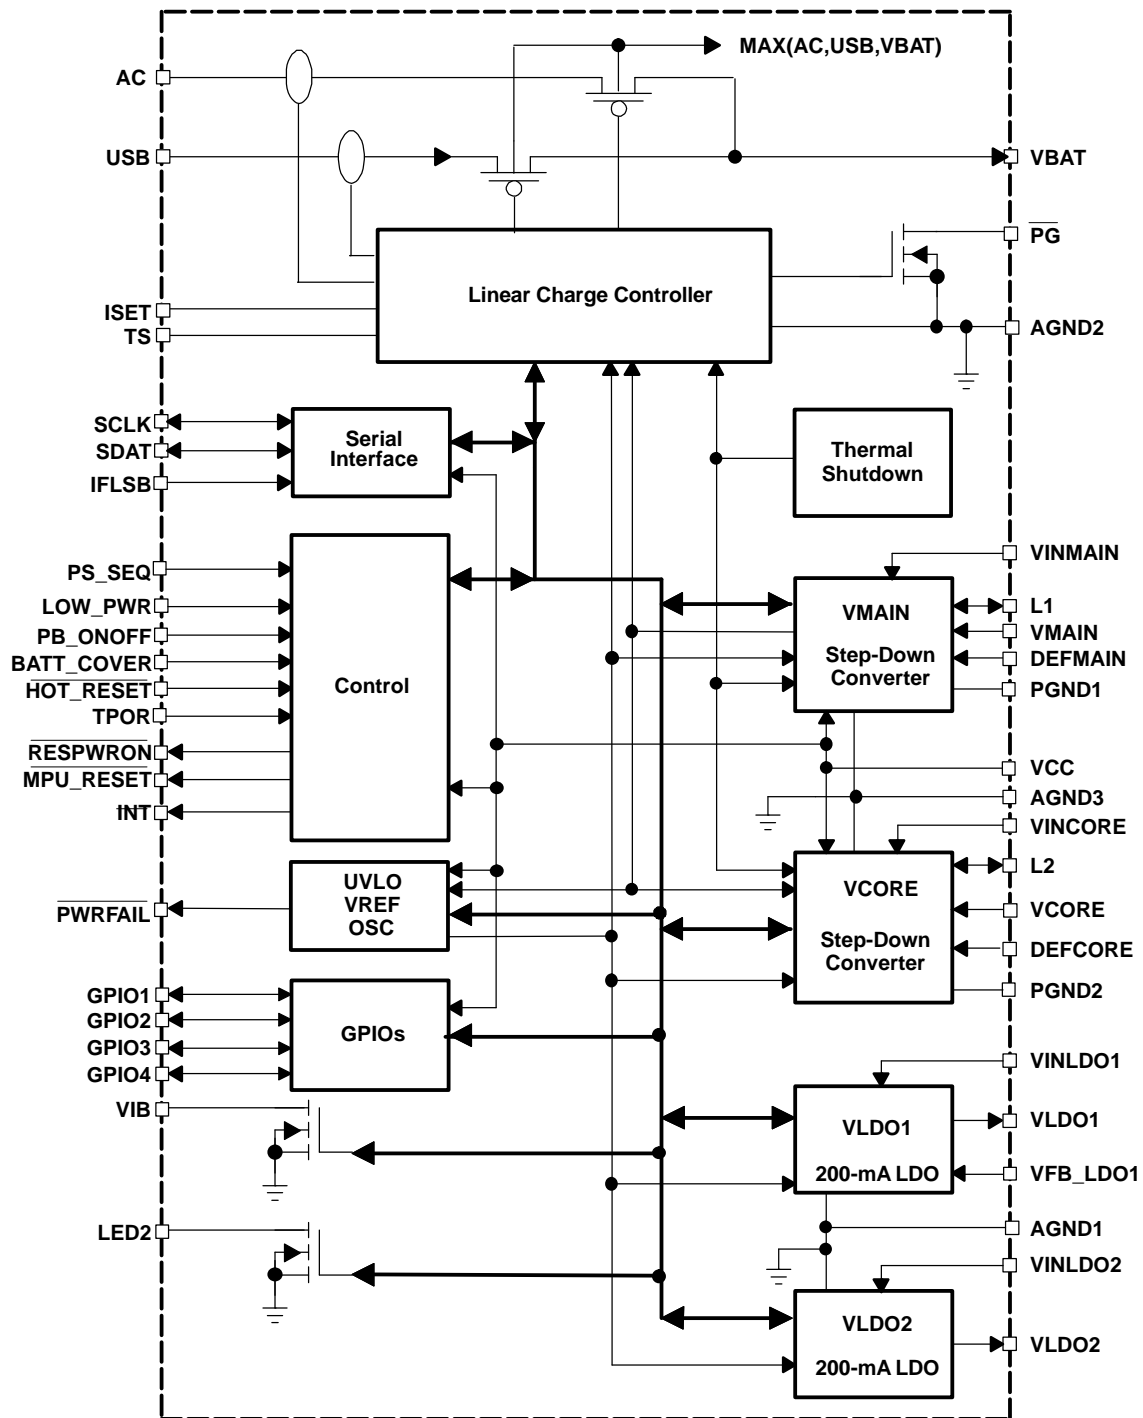 MAX(AC,USB,VBAT)
AC
USB
VBAT
PG
Linear Charge Controller
ISET
TS
AGND2
SCLK
SDAT
IFLSB
Serial
Interface
Thermal
Shutdown
PS_SEQ
LOW_PWR
PB_ONOFF
BATT_COVER
HOT_RESET
TPOR
RESPWRON
MPU_RESET
INT
Control
VINMAIN
L1
VMAIN
DEFMAIN
PGND1
VMAIN
Step-Down
Converter
VCC
AGND3
VINCORE
L2
VCORE
DEFCORE
PGND2
VCORE
Step-Down
Converter
PWRFAIL
UVLO
VREF
OSC
GPIO1
GPIO2
GPIO3
GPIO4
GPIOs
VIB
LED2
VINLDO1
VLDO1
VFB_LDO1
VLDO1
200-mA LDO
AGND1
VINLDO2
VLDO2
VLDO2
200-mA LDO